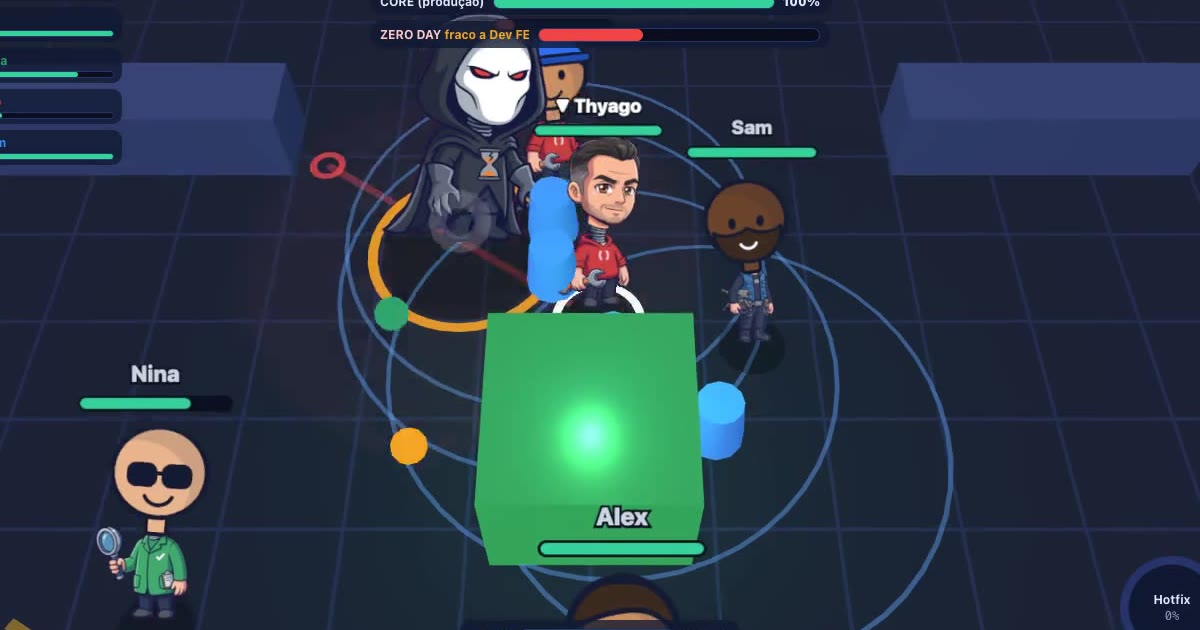 CORE (produção) 100%
ZERO DAY fraco a Dev FE
▼ Thyago
Sam
Nina
Alex
Hotfix
0%